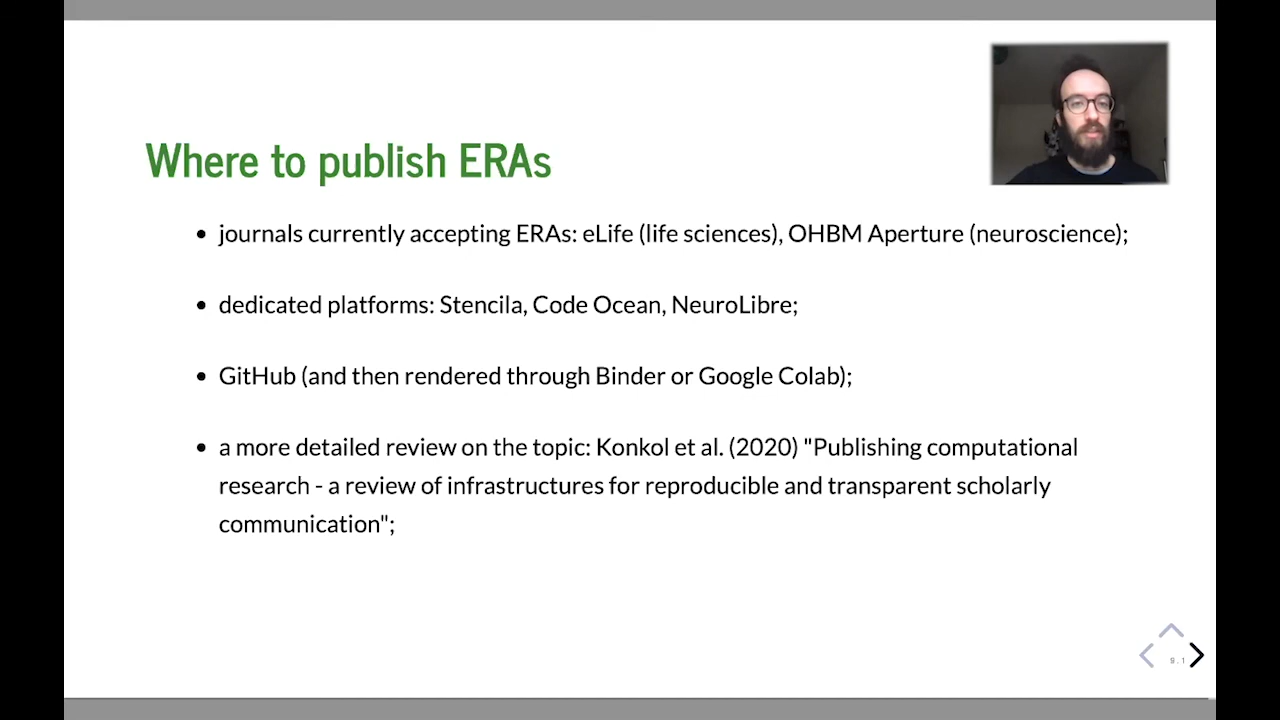 Where to publish ERAs
• journals currently accepting ERAs: eLife (life sciences), OHBM Aperture (neuroscience);
• dedicated platforms: Stencila, Code Ocean, NeuroLibre;
• GitHub (and then rendered through Binder or Google Colab);
• a more detailed review on the topic: Konkol et al. (2020) "Publishing computational
research - a review of infrastructures for reproducible and transparent scholarly
communication";
9.1